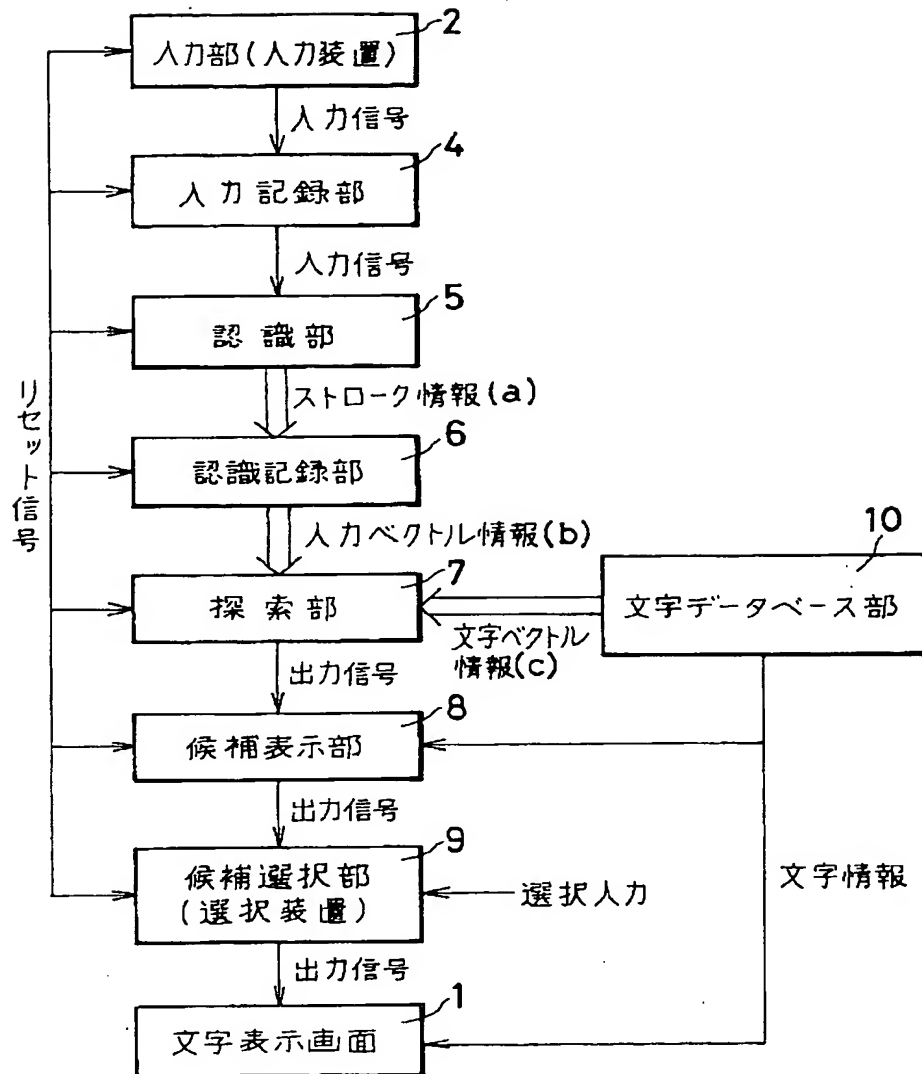 2
入力部(入力装置)
入力信号
4
入力記録部
入力信号
5
認識部
ストローク情報(a)
6
認識記録部
リセット信号
入力ベクトル情報(b)
10
7
探索部
文字データベース部
文字ベクトル
情報(c)
出力信号
8
候補表示部
出力信号
9
候補選択部
(選択装置)
選択入力
文字情報
出力信号
1
文字表示画面